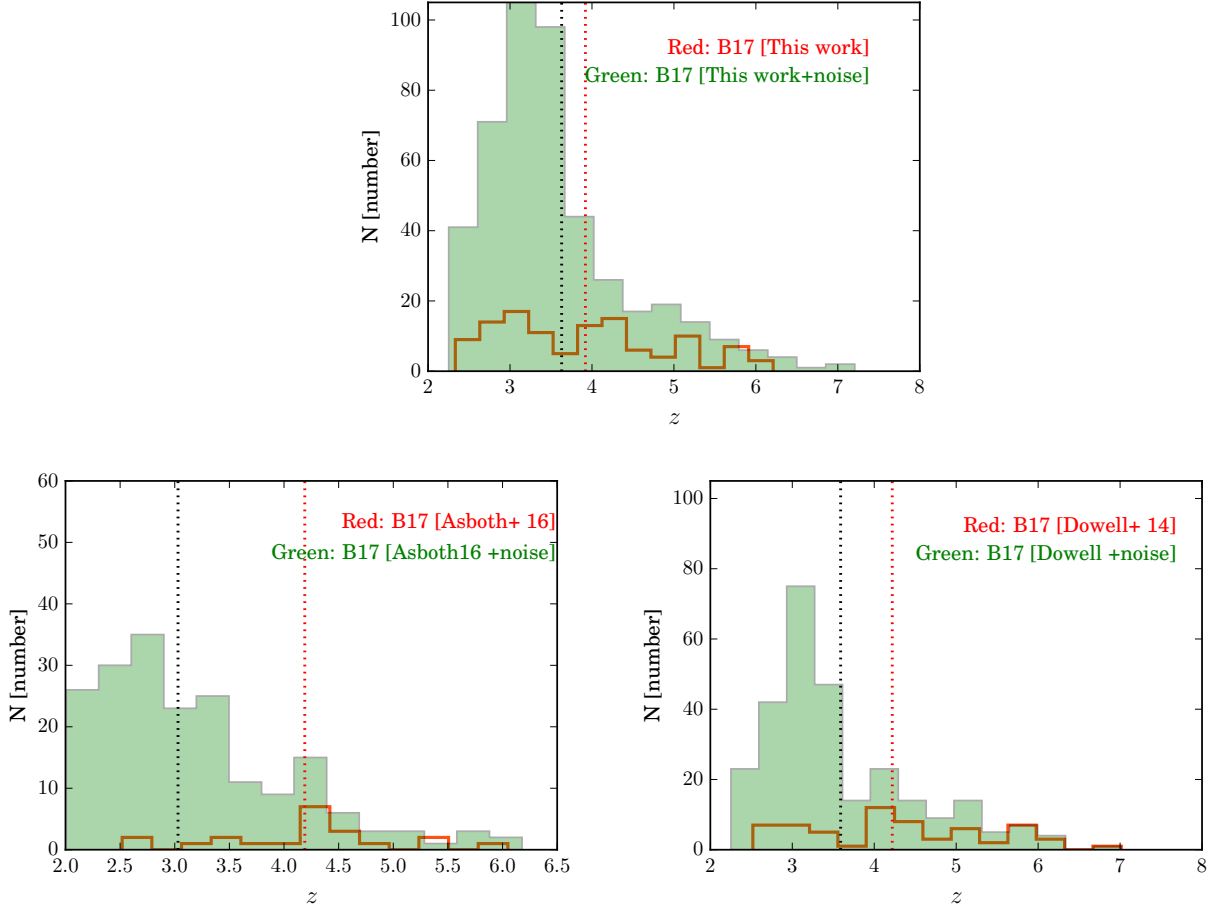 100
80
60
40
20
0
N [number]
Red: B17 [This work]
Green: B17 [This work+noise]
2 3 4 5 6 7 8
z
60
50
40
30
20
10
0
N [number]
Red: B17 [Asboth+ 16]
Green: B17 [Asboth16 +noise]
2.0 2.5 3.0 3.5 4.0 4.5 5.0 5.5 6.0 6.5
z
100
80
60
40
20
0
N [number]
Red: B17 [Dowell+ 14]
Green: B17 [Dowell +noise]
2 3 4 5 6 7 8
z